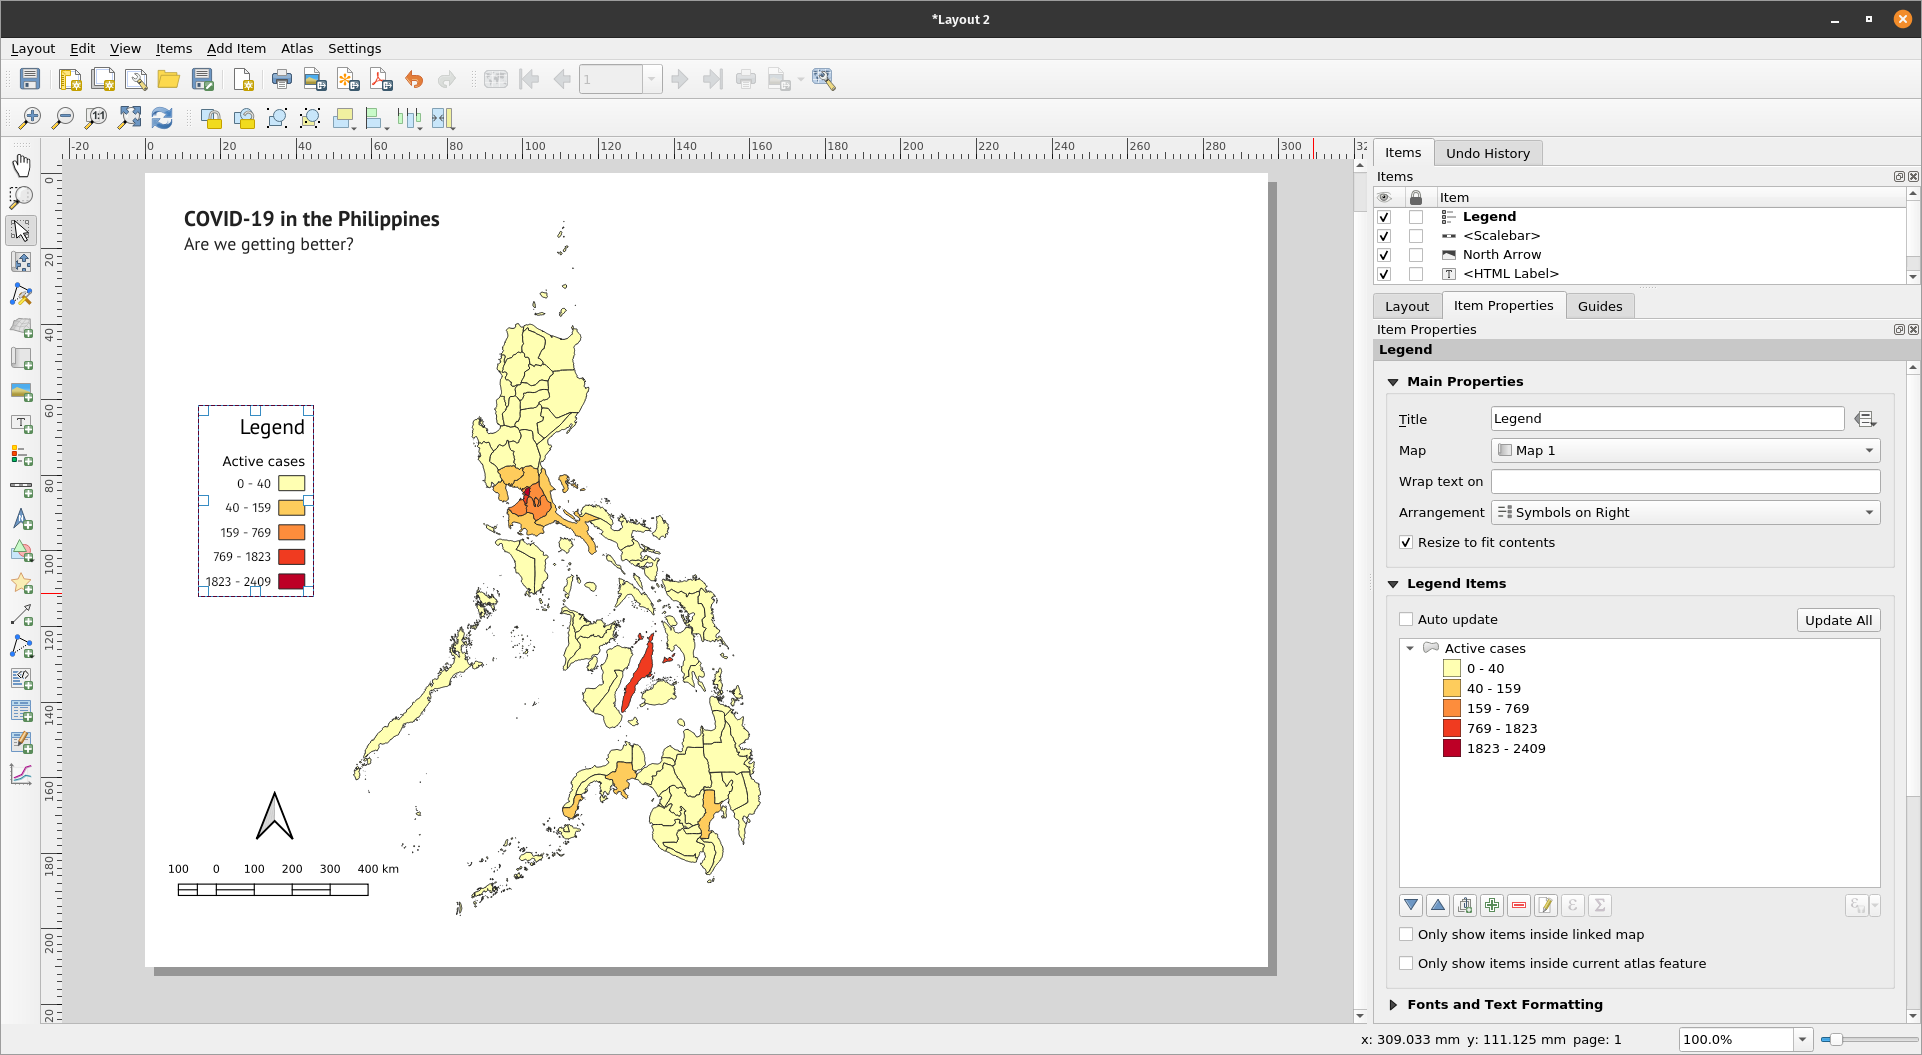 *Layout 2
Layout Edit View Items Add Item Atlas Settings
1
1:1
-20 0 20 40 60 80 100 120 140 160 180 200 220 240 260 280 300 32
0
20
40
60
80
100
120
140
160
180
200
20
COVID-19 in the Philippines
Are we getting better?
Legend
Active cases
0 - 40
40 - 159
159 - 769
769 - 1823
1823 - 2409
100 0 100 200 300 400 km
Items Undo History
Items
Item
Legend
<Scalebar>
North Arrow
<HTML Label>
Layout Item Properties Guides
Item Properties
Legend
Main Properties
Title Legend
Map Map 1
Wrap text on
Arrangement Symbols on Right
Resize to fit contents
Legend Items
Auto update Update All
Active cases
0 - 40
40 - 159
159 - 769
769 - 1823
1823 - 2409
Only show items inside linked map
Only show items inside current atlas feature
Fonts and Text Formatting
x: 309.033 mm y: 111.125 mm page: 1 100.0%